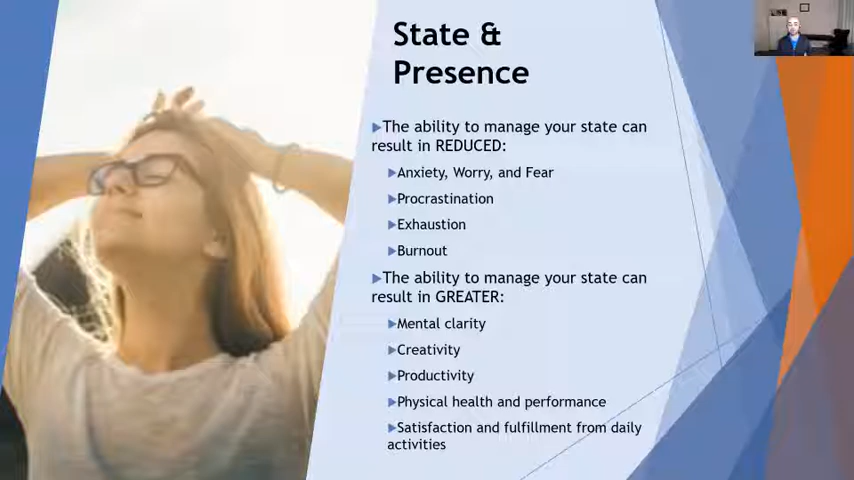 State &
Presence
The ability to manage your state can
result in REDUCED:
Anxiety, Worry, and Fear
Procrastination
Exhaustion
Burnout
The ability to manage your state can
result in GREATER:
Mental clarity
Creativity
Productivity
Physical health and performance
Satisfaction and fulfillment from daily
activities